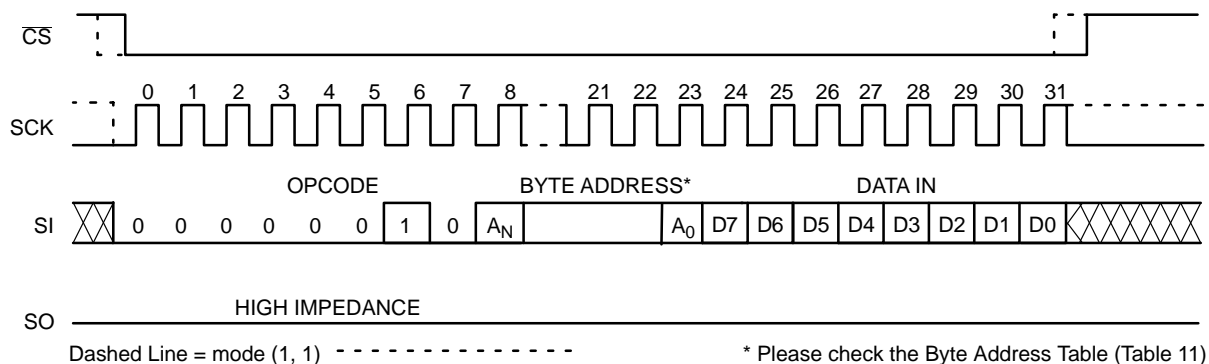 CS
0 1 2 3 4 5 6 7 8 21 22 23 24 25 26 27 28 29 30 31
SCK
OPCODE BYTE ADDRESS* DATA IN
SI 0 0 0 0 0 0 1 0 AN A0 D7 D6 D5 D4 D3 D2 D1 D0
HIGH IMPEDANCE
SO
Dashed Line = mode (1, 1) * Please check the Byte Address Table (Table 11)